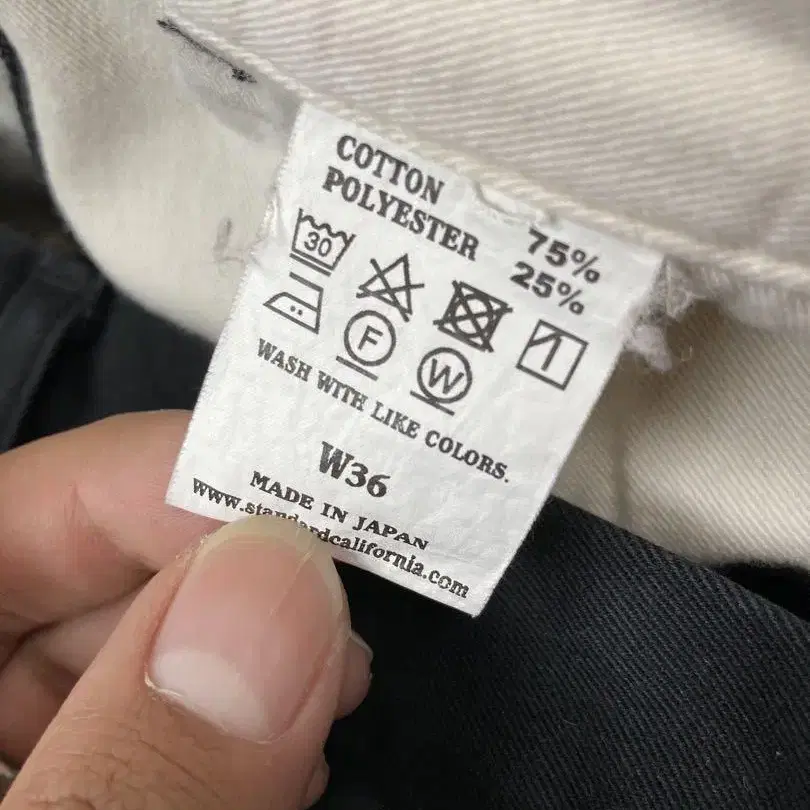 COTTON 75%
POLYESTER 25%
30
F W
WASH WITH LIKE COLORS.
W36
MADE IN JAPAN
www.standardcalifornia.com